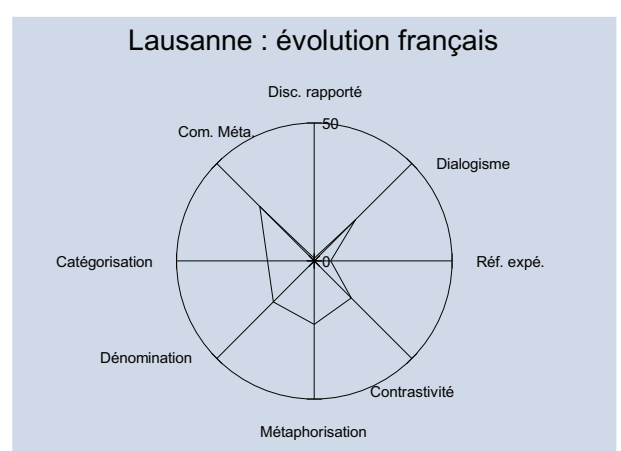 Lausanne : évolution français
Disc. rapporté
50
Com. Méta.
Dialogisme
Catégorisation
0
Réf. expé.
Dénomination
Contrastivité
Métaphorisation